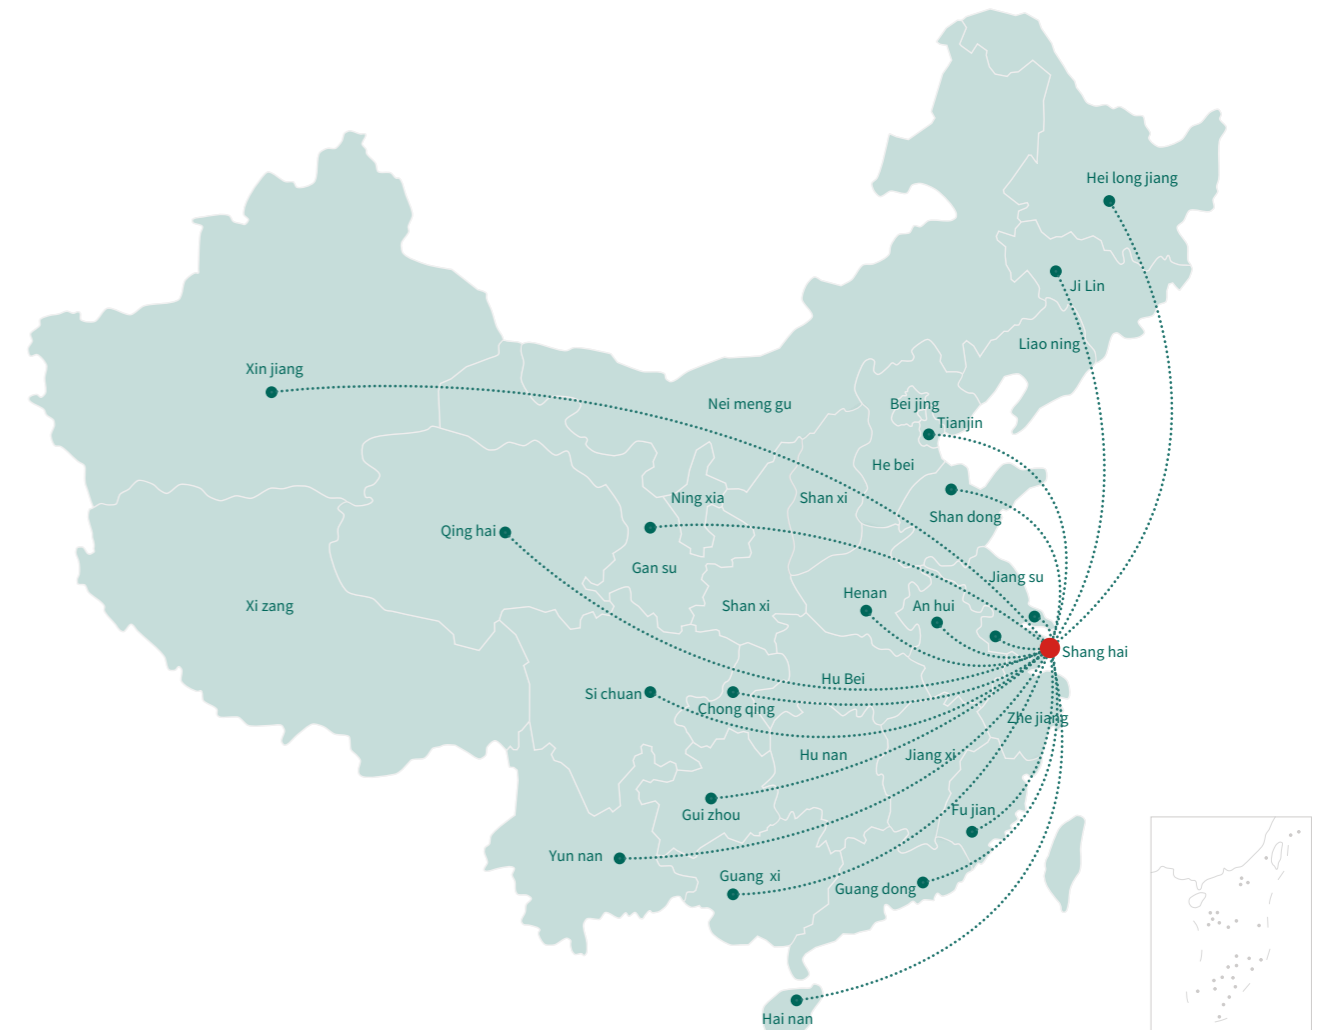 Hei long jiang
Ji Lin
Liao ning
Xin jiang
Nei meng gu
Bei jing
Tianjin
He bei
Ning xia
Shan xi
Shan dong
Qing hai
Gan su
Jiang su
Xi zang
Shan xi
Henan
An hui
Shang hai
Hu Bei
Si chuan
Chong qing
Zhe jiang
Hu nan
Jiang xi
Gui zhou
Fu jian
Yun nan
Guang xi
Guang dong
Hai nan